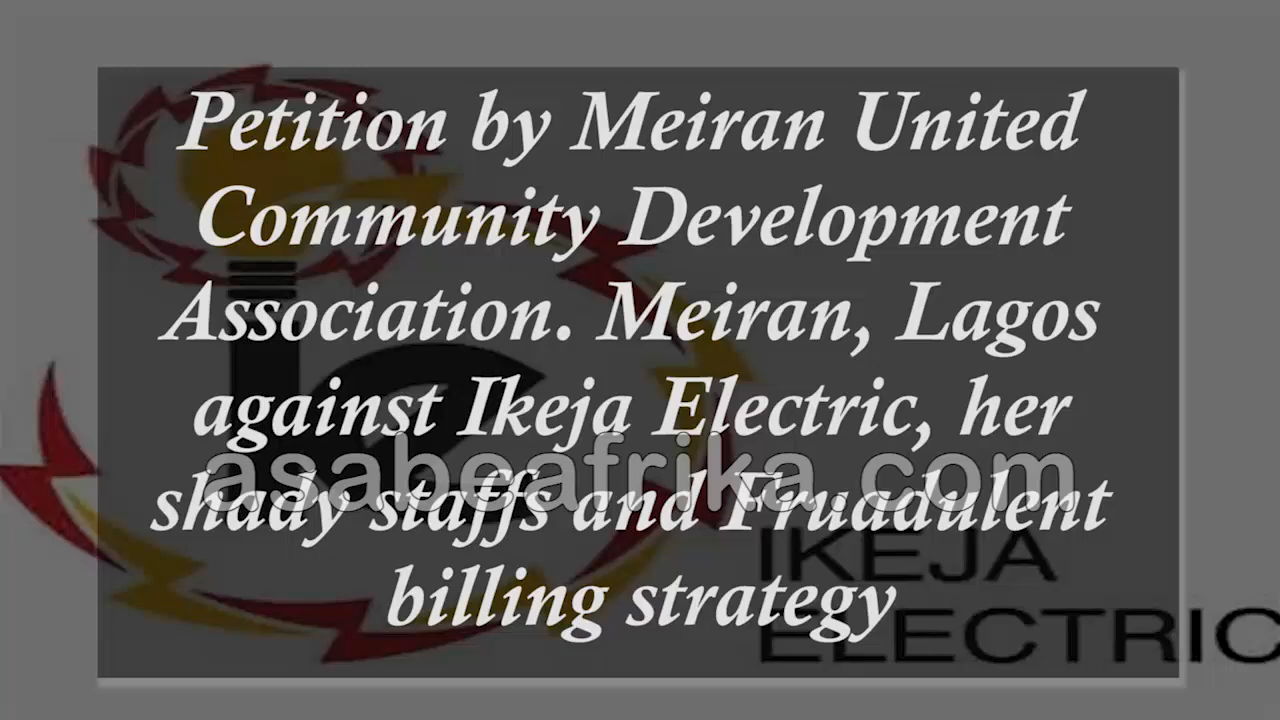 Petition by Meiran United
Community Development
Association. Meiran, Lagos
against Ikeja Electric, her
asabeafrika.com
shady staffs and Fruadulent
billing strategy
IKEJA
ELECTRIC